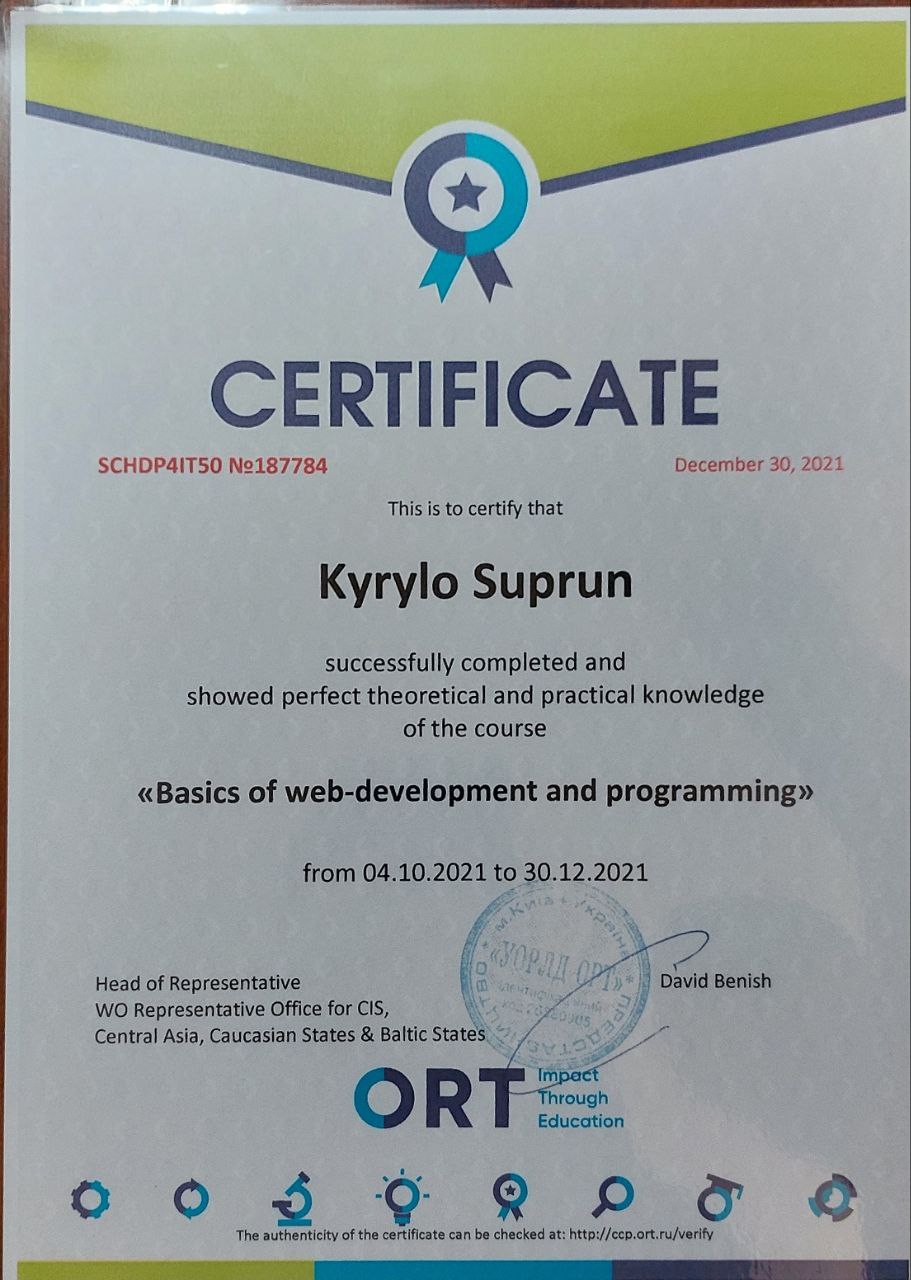 CERTIFICATE
SCHDP4IT50 №187784
December 30, 2021
This is to certify that
Kyrylo Suprun
successfully completed and
showed perfect theoretical and practical knowledge
of the course
«Basics of web-development and programming»
from 04.10.2021 to 30.12.2021
м.Київ * Україна * ПРЕДСТАВНИЦТВО *
«УОРЛД ОРТ»
Head of Representative
WO Representative Office for CIS,
Central Asia, Caucasian States & Baltic States
David Benish
ORT
Impact
Through
Education
The authenticity of the certificate can be checked at: http://ccp.ort.ru/verify